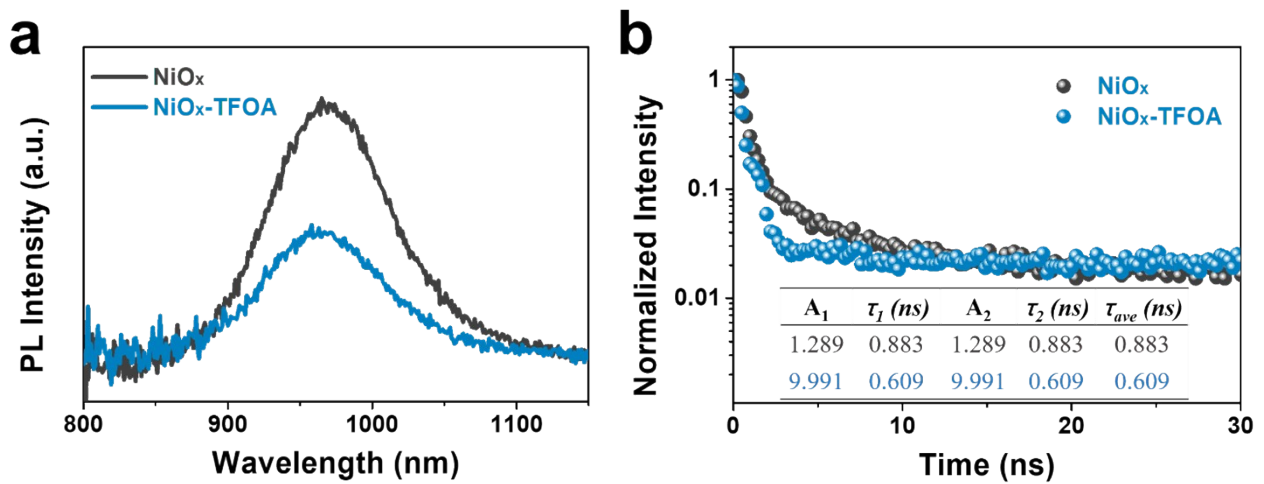 a
NiOₓ
NiOₓ-TFOA
PL Intensity (a.u.)
800 900 1000 1100
Wavelength (nm)
b
NiOₓ
NiOₓ-TFOA
Normalized Intensity
1
0.1
0.01
A₁ τ₁ (ns) A₂ τ₂ (ns) τₐᵥₑ (ns)
1.289 0.883 1.289 0.883 0.883
9.991 0.609 9.991 0.609 0.609
0 10 20 30
Time (ns)